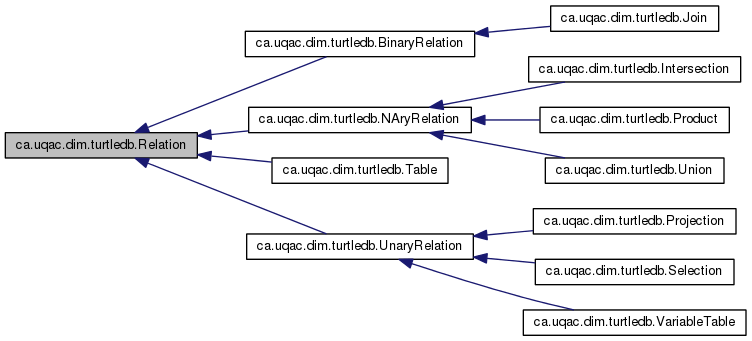 ca.uqac.dim.turtledb.Join
ca.uqac.dim.turtledb.BinaryRelation
ca.uqac.dim.turtledb.Intersection
ca.uqac.dim.turtledb.NAryRelation
ca.uqac.dim.turtledb.Product
ca.uqac.dim.turtledb.Relation
ca.uqac.dim.turtledb.Table
ca.uqac.dim.turtledb.Union
ca.uqac.dim.turtledb.Projection
ca.uqac.dim.turtledb.UnaryRelation
ca.uqac.dim.turtledb.Selection
ca.uqac.dim.turtledb.VariableTable